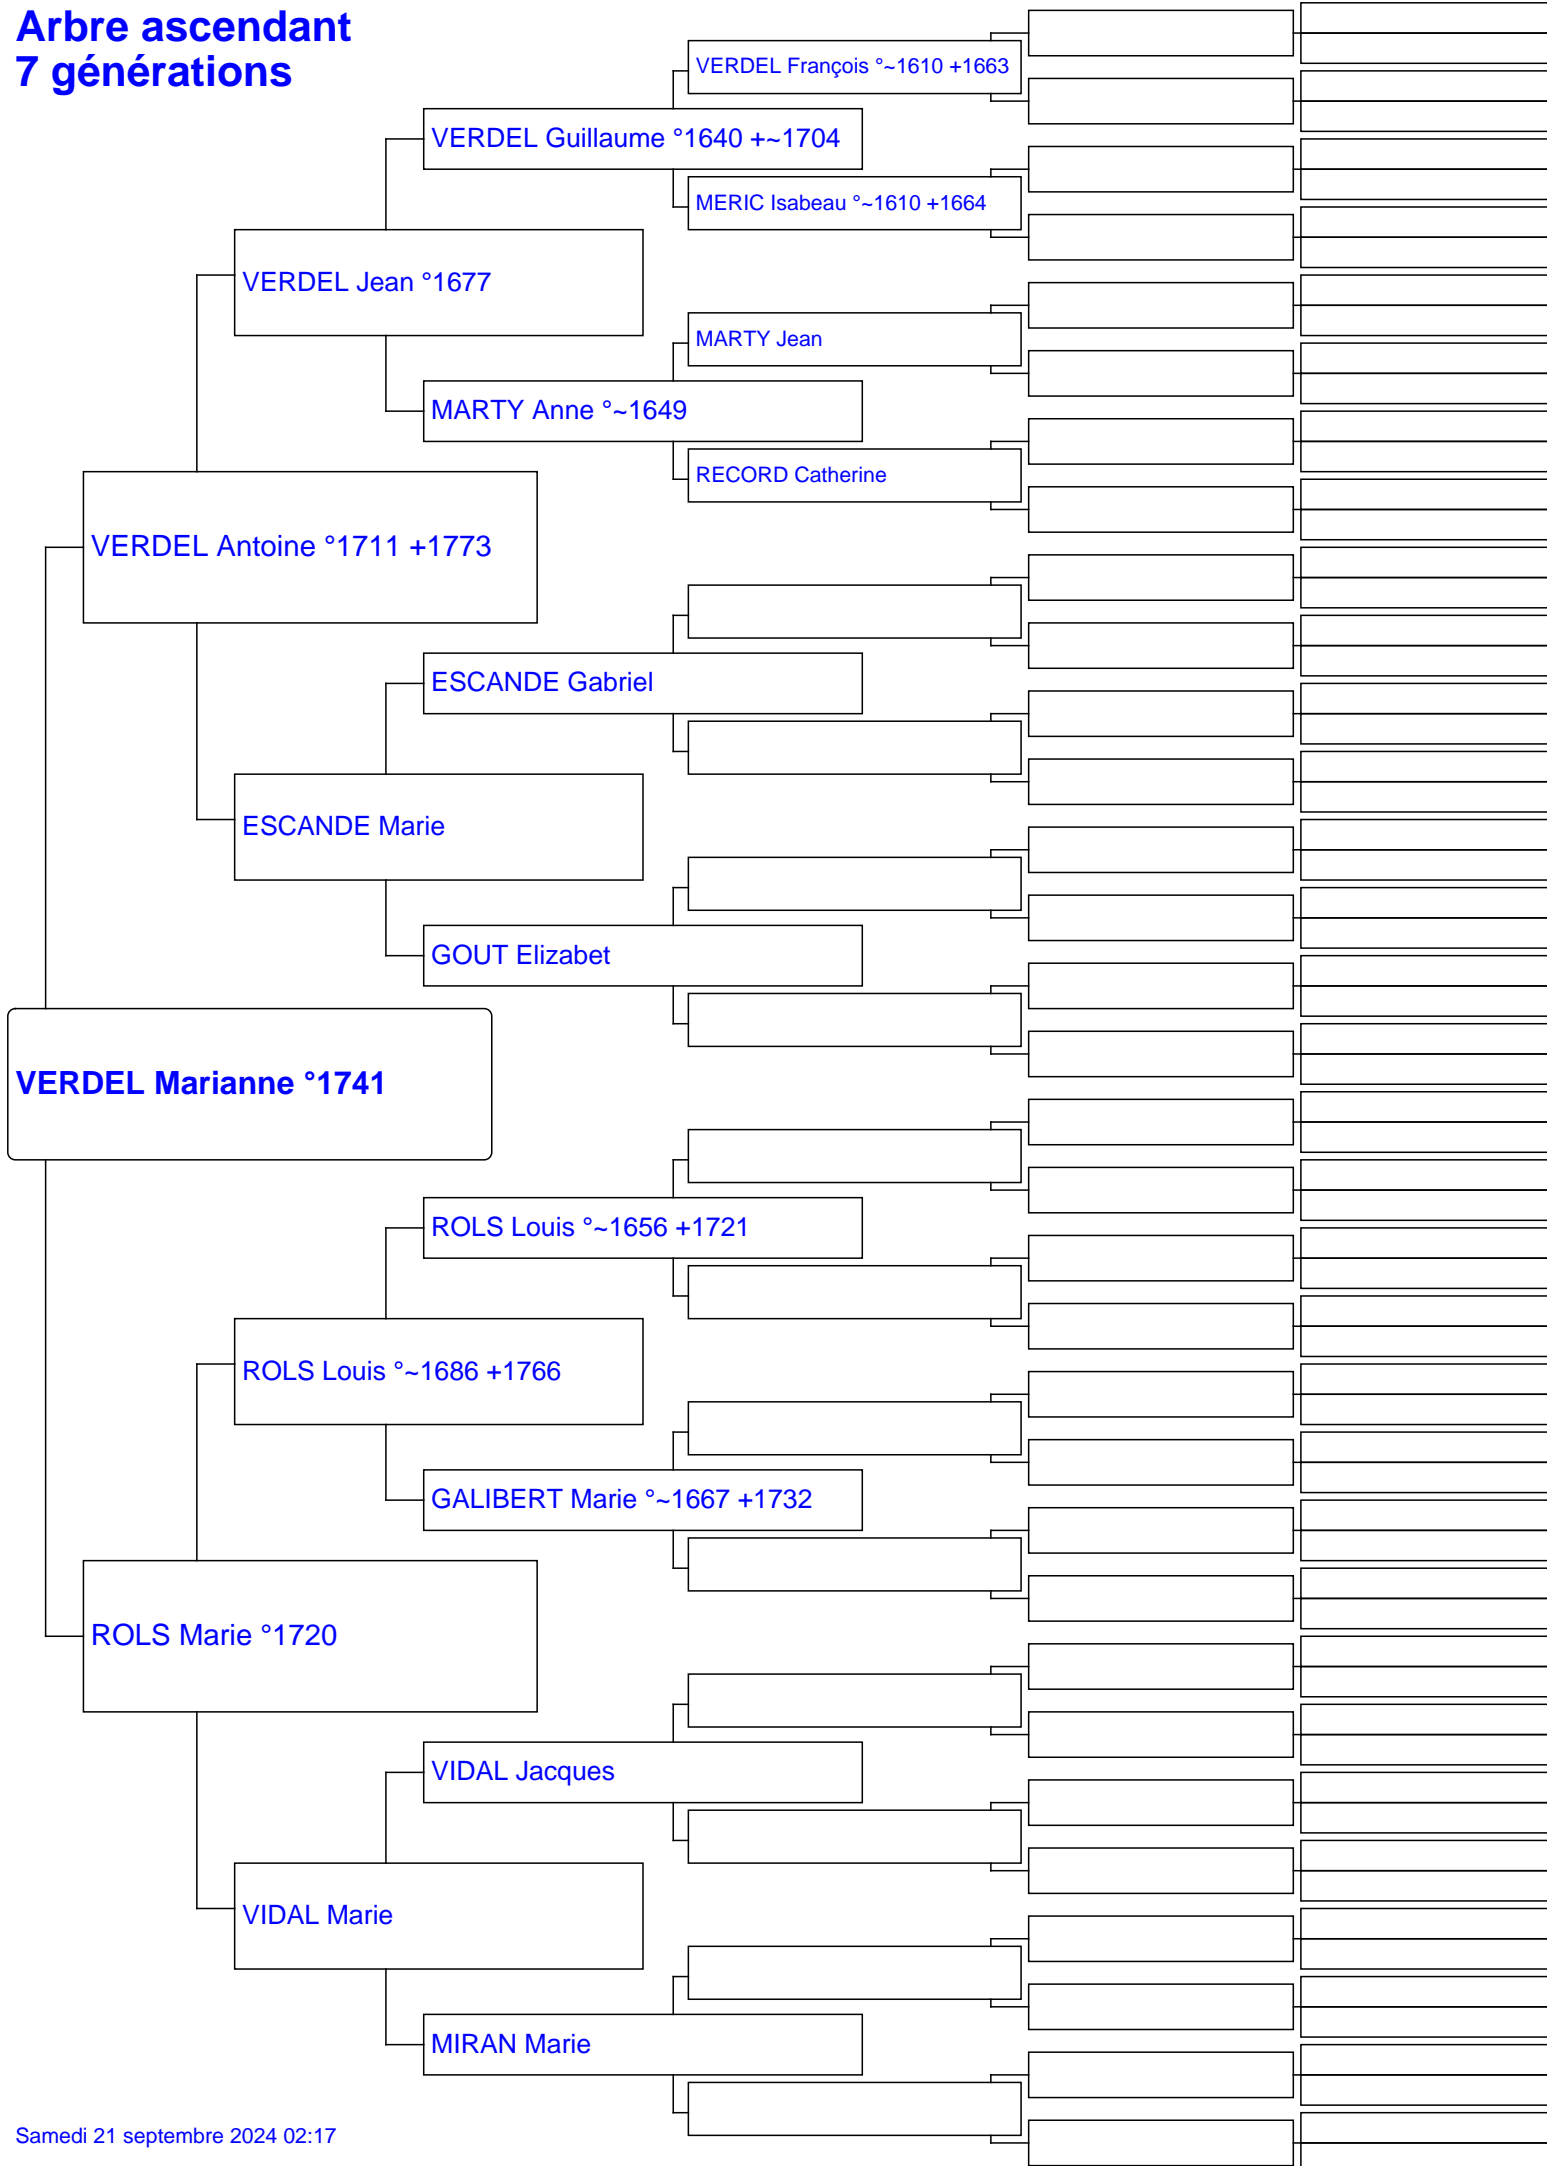 Arbre ascendant
7 générations
VERDEL François °~1610 +1663
VERDEL Guillaume °1640 +~1704
MERIC Isabeau °~1610 +1664
VERDEL Jean °1677
MARTY Jean
MARTY Anne °~1649
RECORD Catherine
VERDEL Antoine °1711 +1773
ESCANDE Gabriel
ESCANDE Marie
GOUT Elizabet
VERDEL Marianne °1741
ROLS Louis °~1656 +1721
ROLS Louis °~1686 +1766
GALIBERT Marie °~1667 +1732
ROLS Marie °1720
VIDAL Jacques
VIDAL Marie
MIRAN Marie
Samedi 21 septembre 2024 02:17